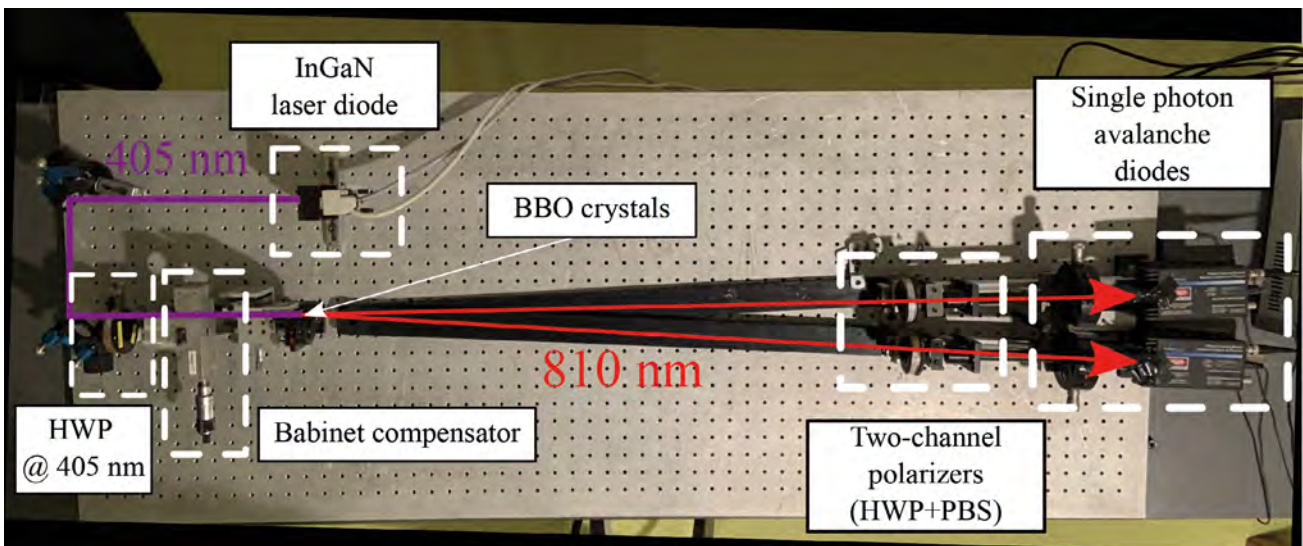 InGaN
laser diode
Single photon
avalanche
diodes
405 nm
BBO crystals
810 nm
HWP
@ 405 nm
Babinet compensator
Two-channel
polarizers
(HWP+PBS)